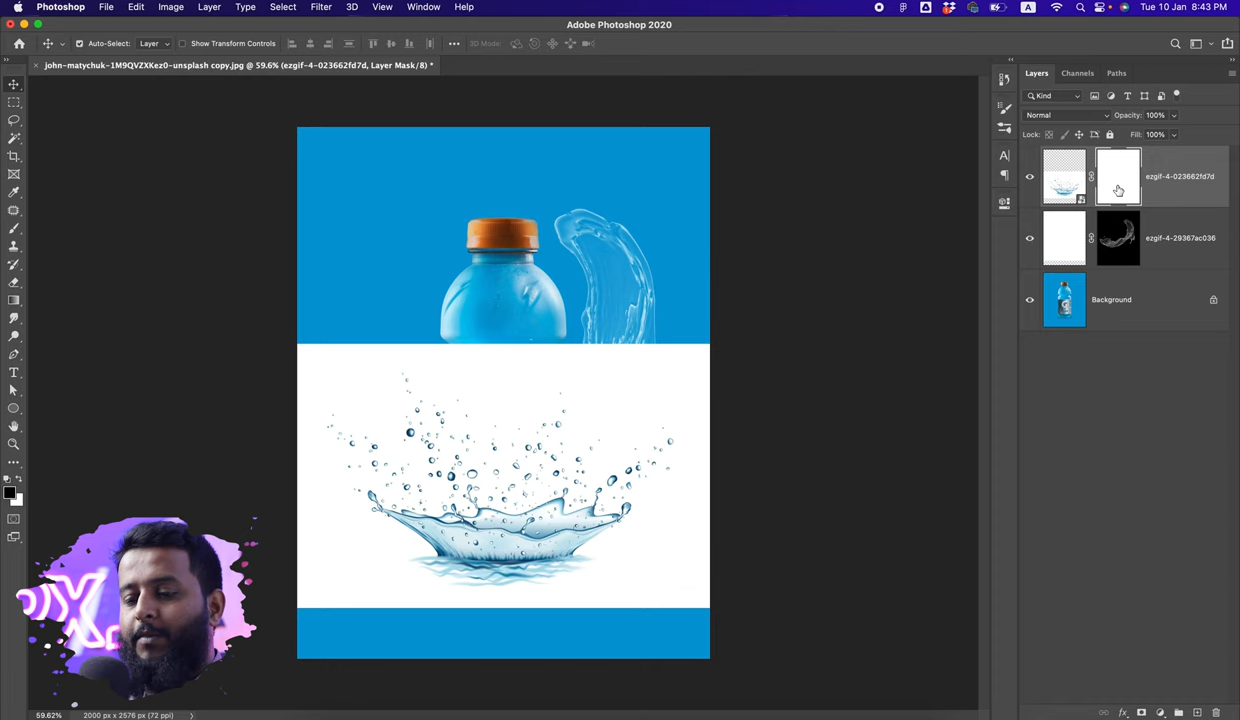 Photoshop File Edit Image Layer Type Select Filter 3D View Window Help A Tue 10 Jan 8:43 PM
Adobe Photoshop 2020
Auto-Select: Layer Show Transform Controls 3D Mode:
john-matychuk-1M9QVZXKez0-unsplash copy.jpg @ 59.6% (ezgif-4-023662fd7d, Layer Mask/8) *
Layers Channels Paths
Kind
Normal Opacity: 100%
Lock: Fill: 100%
ezgif-4-023662fd7d
ezgif-4-29367ac036
Background
59.62% 2000 px x 2576 px (72 ppi)